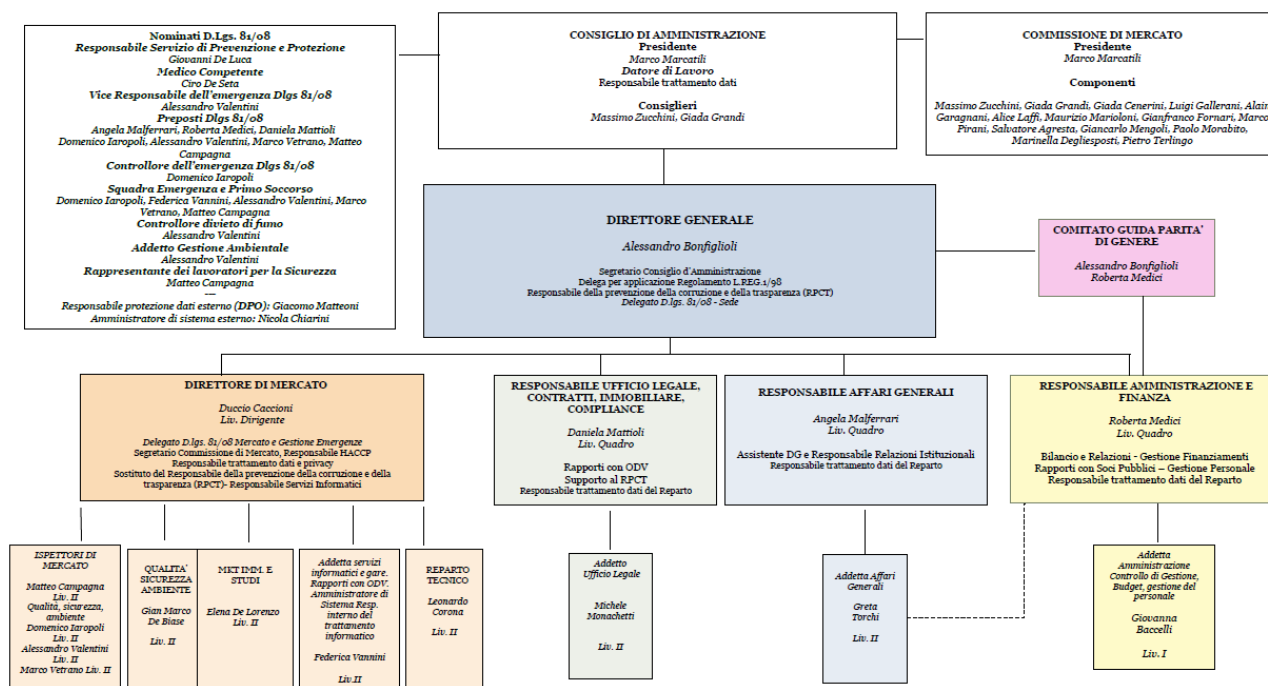 Nominati D.Lgs. 81/08
Responsabile Servizio di Prevenzione e Protezione
Giovanni De Luca
Medico Competente
Ciro De Seta
Vice Responsabile dell'emergenza Dlgs 81/08
Alessandro Valentini
Preposti Dlgs 81/08
Angela Malferrari, Roberta Medici, Daniela Mattioli
Domenico Iaropoli, Alessandro Valentini, Marco Vetrano, Matteo
Campagna
Controllore dell'emergenza Dlgs 81/08
Domenico Iaropoli
Squadra Emergenza e Primo Soccorso
Domenico Iaropoli, Federica Vannini, Alessandro Valentini, Marco
Vetrano, Matteo Campagna
Controllore divieto di fumo
Alessandro Valentini
Addetto Gestione Ambientale
Alessandro Valentini
Rappresentante dei lavoratori per la Sicurezza
Matteo Campagna
---
Responsabile protezione dati esterno (DPO): Giacomo Matteoni
Amministratore di sistema esterno: Nicola Chiarini
CONSIGLIO DI AMMINISTRAZIONE
Presidente
Marco Marcatili
Datore di Lavoro
Responsabile trattamento dati
Consiglieri
Massimo Zucchini, Giada Grandi
COMMISSIONE DI MERCATO
Presidente
Marco Marcatili
Componenti
Massimo Zucchini, Giada Grandi, Giada Cenerini, Luigi Gallerani, Alain
Garagnani, Alice Laffi, Maurizio Marioloni, Gianfranco Fornari, Marco
Pirani, Salvatore Agresta, Giancarlo Mengoli, Paolo Morabito,
Marinella Degliesposti, Pietro Terlingo
DIRETTORE GENERALE
Alessandro Bonfiglioli
Segretario Consiglio d'Amministrazione
Delega per applicazione Regolamento L.REG.1/98
Responsabile della prevenzione della corruzione e della trasparenza (RPCT)
Delegato D.lgs. 81/08 - Sede
COMITATO GUIDA PARITA'
DI GENERE
Alessandro Bonfiglioli
Roberta Medici
DIRETTORE DI MERCATO
Duccio Caccioni
Liv. Dirigente
Delegato D.lgs. 81/08 Mercato e Gestione Emergenze
Segretario Commissione di Mercato, Responsabile HACCP
Responsabile trattamento dati e privacy
Sostituto del Responsabile della prevenzione della corruzione e della
trasparenza (RPCT)- Responsabile Servizi Informatici
RESPONSABILE UFFICIO LEGALE,
CONTRATTI, IMMOBILIARE,
COMPLIANCE
Daniela Mattioli
Liv. Quadro
Rapporti con ODV
Supporto al RPCT
Responsabile trattamento dati del Reparto
RESPONSABILE AFFARI GENERALI
Angela Malferrari
Liv. Quadro
Assistente DG e Responsabile Relazioni Istituzionali
Responsabile trattamento dati del Reparto
RESPONSABILE AMMINISTRAZIONE E
FINANZA
Roberta Medici
Liv. Quadro
Bilancio e Relazioni - Gestione Finanziamenti
Rapporti con Soci Pubblici – Gestione Personale
Responsabile trattamento dati del Reparto
ISPETTORI DI
MERCATO
Matteo Campagna
Liv. II
Qualità, sicurezza,
ambiente
Domenico Iaropoli
Liv. II
Alessandro Valentini
Liv. II
Marco Vetrano Liv. II
QUALITA'
SICUREZZA
AMBIENTE
Gian Marco
De Biase
Liv. II
MKT IMM. E
STUDI
Elena De Lorenzo
Liv. II
Addetta servizi
informatici e gare.
Rapporti con ODV.
Amministratore di
Sistema Resp.
interno del
trattamento
informatico
Federica Vannini
Liv.II
REPARTO
TECNICO
Leonardo
Corona
Liv. II
Addetto
Ufficio Legale
Michele
Monachetti
Liv. II
Addetta Affari
Generali
Greta
Torchi
Liv. II
Addetta
Amministrazione
Controllo di Gestione,
Budget, gestione del
personale
Giovanna
Baccelli
Liv. I